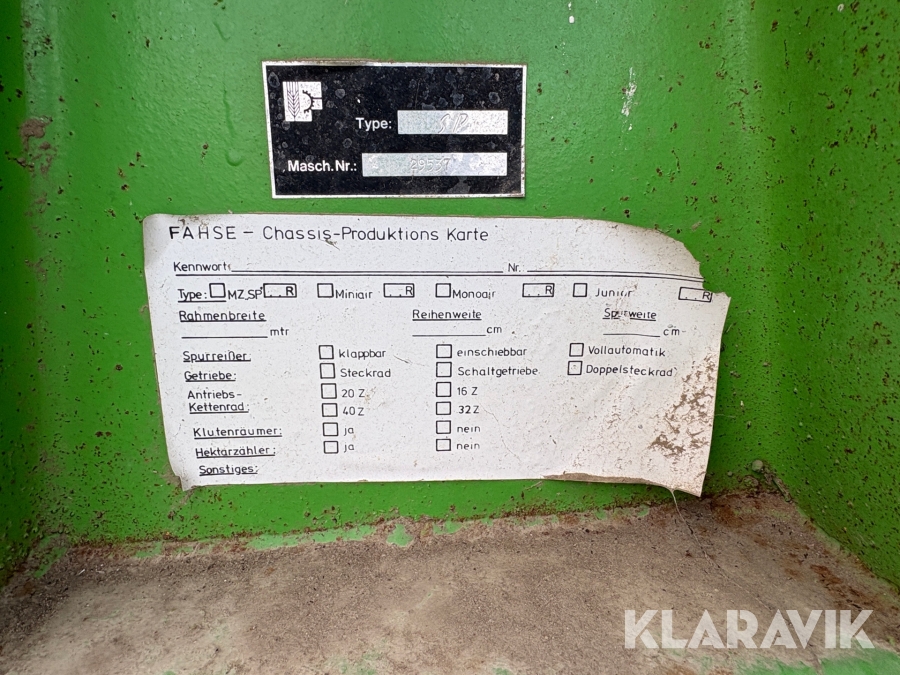 Type: SP
Masch.Nr.: 29537
FAHSE – Chassis-Produktions Karte
Kennwort: Nr.
Type: MZ,SP ..R Miniair ..R Monoair ..R Junior ..R
Rahmenbreite Reihenweite Spurweite
mtr cm cm
Spurreißer: klappbar einschiebbar Vollautomatik
Getriebe: Steckrad Schaltgetriebe Doppelsteckrad
Antriebs- 20 Z 16 Z
Kettenrad: 40 Z 32 Z
Klutenräumer: ja nein
Hektarzähler: ja nein
Sonstiges:
KLARAVIK